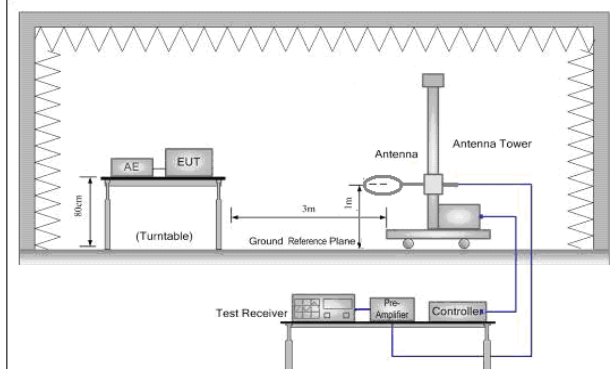 Antenna Tower
Antenna
AE
EUT
80cm
(Turntable)
3m
1m
Ground Reference Plane
Test Receiver
Pre-
Amplifier
Controller